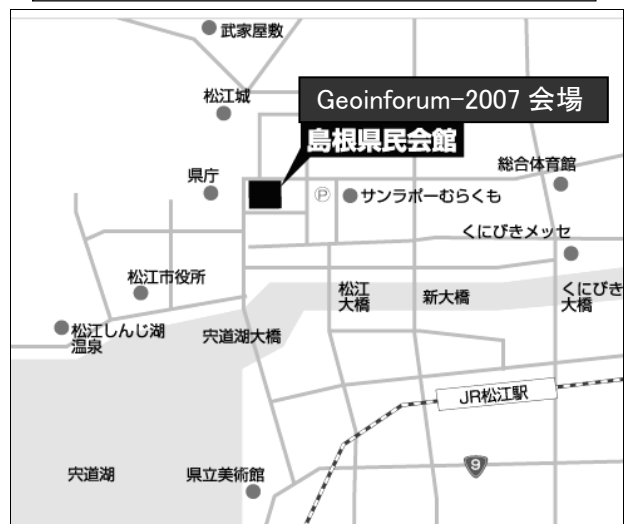 武家屋敷
松江城
Geoinforum-2007 会場
島根県民会館
総合体育館
県庁
P
サンラポーむらくも
くにびきメッセ
松江市役所
松江
大橋
新大橋
くにびき
大橋
松江しんじ湖
温泉
宍道湖大橋
JR松江駅
9
宍道湖
県立美術館